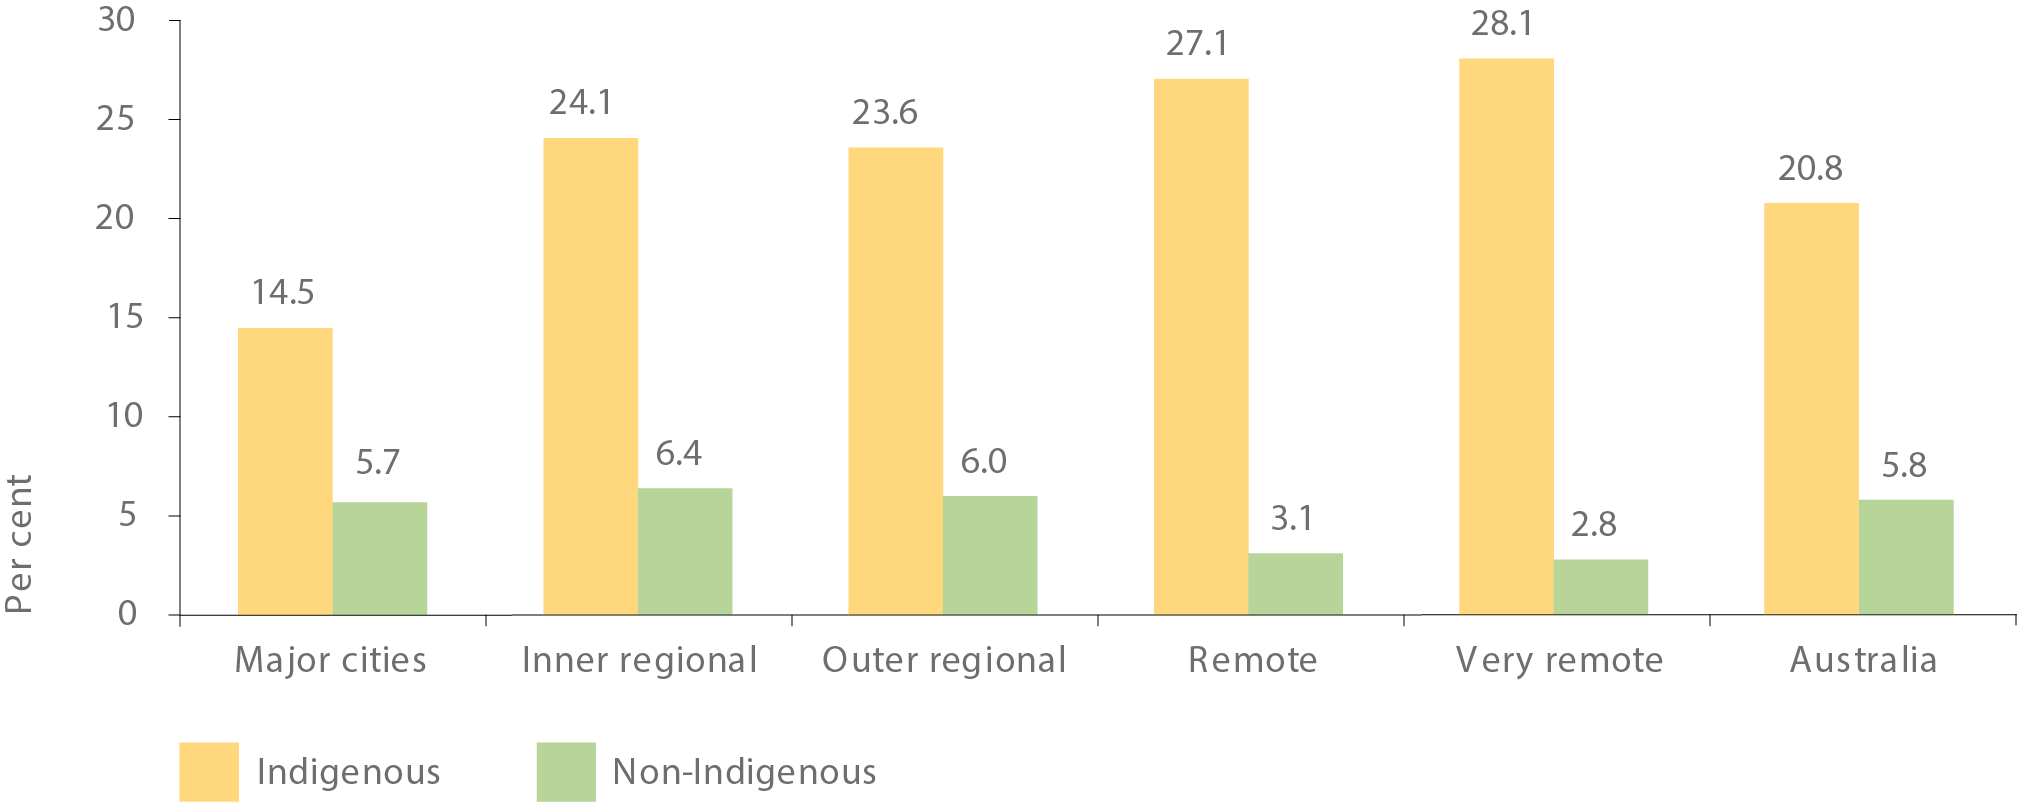 30
25
20
15
10
5
0
Per cent
14.5
5.7
24.1
6.4
23.6
6.0
27.1
3.1
28.1
2.8
20.8
5.8
Major cities
Inner regional
Outer regional
Remote
Very remote
Australia
Indigenous
Non-Indigenous